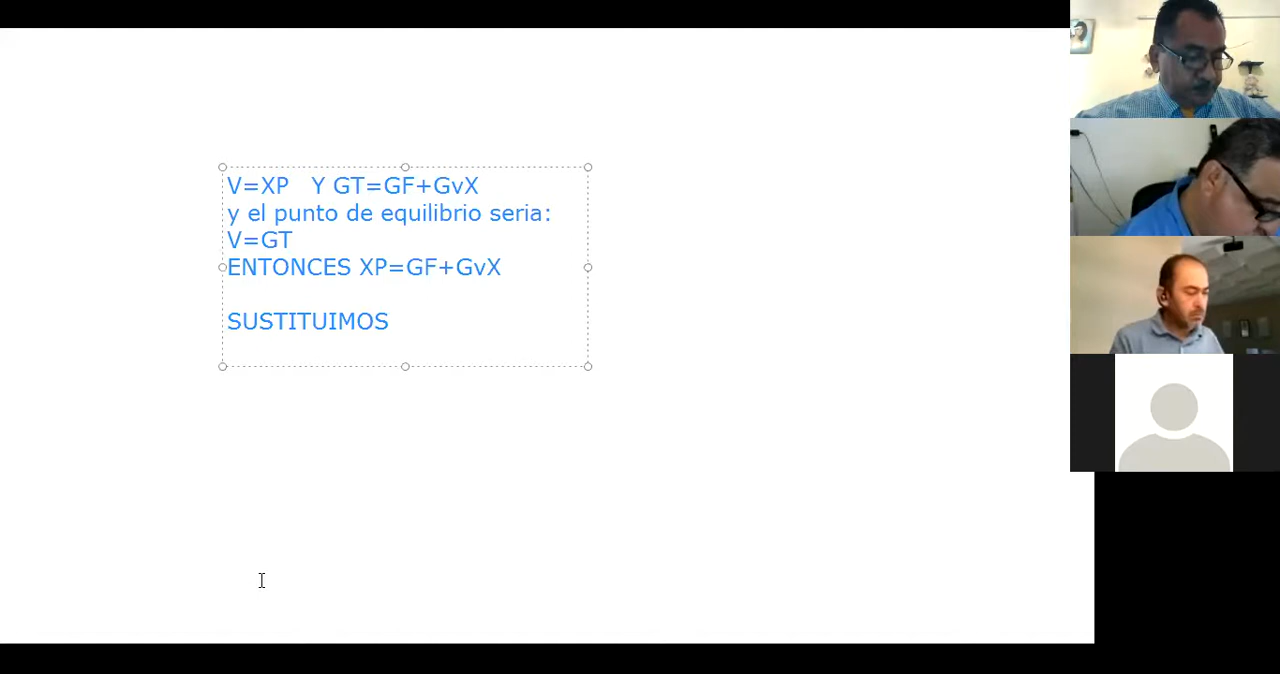 V=XP Y GT=GF+GvX
y el punto de equilibrio seria:
V=GT
ENTONCES XP=GF+GvX
SUSTITUIMOS